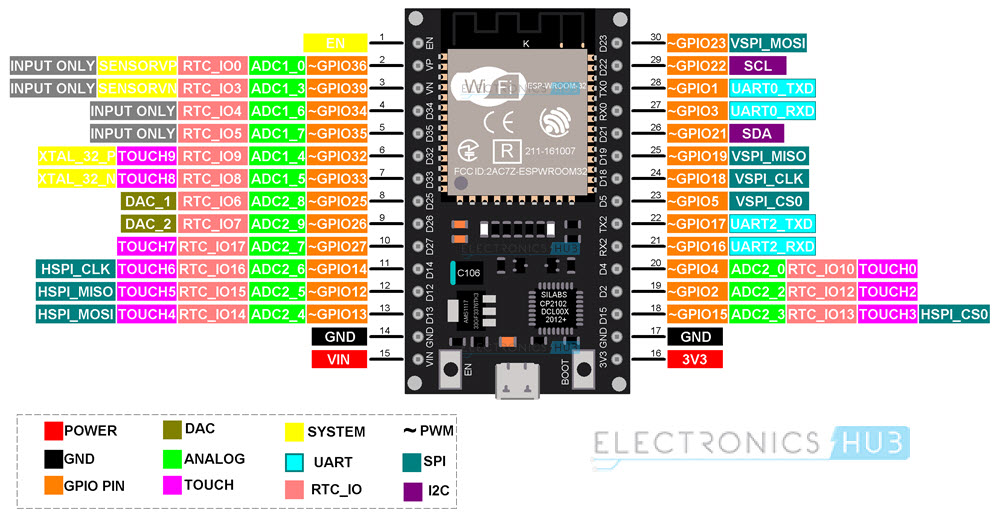 EN 1 EN
INPUT ONLY SENSORVP RTC_IO0 ADC1_0 ~GPIO36 2 VP
INPUT ONLY SENSORVN RTC_IO3 ADC1_3 ~GPIO39 3 VN
INPUT ONLY RTC_IO4 ADC1_6 ~GPIO34 4 D34
INPUT ONLY RTC_IO5 ADC1_7 ~GPIO35 5 D35
XTAL_32_P TOUCH9 RTC_IO9 ADC1_4 ~GPIO32 6 D32
XTAL_32_N TOUCH8 RTC_IO8 ADC1_5 ~GPIO33 7 D33
DAC_1 RTC_IO6 ADC2_8 ~GPIO25 8 D25
DAC_2 RTC_IO7 ADC2_9 ~GPIO26 9 D26
TOUCH7 RTC_IO17 ADC2_7 ~GPIO27 10 D27
HSPI_CLK TOUCH6 RTC_IO16 ADC2_6 ~GPIO14 11 D14
HSPI_MISO TOUCH5 RTC_IO15 ADC2_5 ~GPIO12 12 D12
HSPI_MOSI TOUCH4 RTC_IO14 ADC2_4 ~GPIO13 13 D13
GND 14 GND
VIN 15 VIN
K
Wi Fi ESP-WROOM-32
CE
R 211-161007
FCC ID:2AC7Z-ESPWROOM32
ELECTRONICS HUB
C106
AMS1117
SILABS
CP2102
DCL00X
2012+
EN
BOOT
D23 30 ~GPIO23 VSPI_MOSI
D22 29 ~GPIO22 SCL
TX0 28 ~GPIO1 UART0_TXD
RX0 27 ~GPIO3 UART0_RXD
D21 26 ~GPIO21 SDA
D19 25 ~GPIO19 VSPI_MISO
D18 24 ~GPIO18 VSPI_CLK
D5 23 ~GPIO5 VSPI_CS0
TX2 22 ~GPIO17 UART2_TXD
RX2 21 ~GPIO16 UART2_RXD
D4 20 ~GPIO4 ADC2_0 RTC_IO10 TOUCH0
D2 19 ~GPIO2 ADC2_2 RTC_IO12 TOUCH2
D15 18 ~GPIO15 ADC2_3 RTC_IO13 TOUCH3 HSPI_CS0
GND 17 GND
3V3 16 3V3
POWER DAC SYSTEM ~ PWM
GND ANALOG UART SPI
GPIO PIN TOUCH RTC_IO I2C
ELECTRONICS HUB